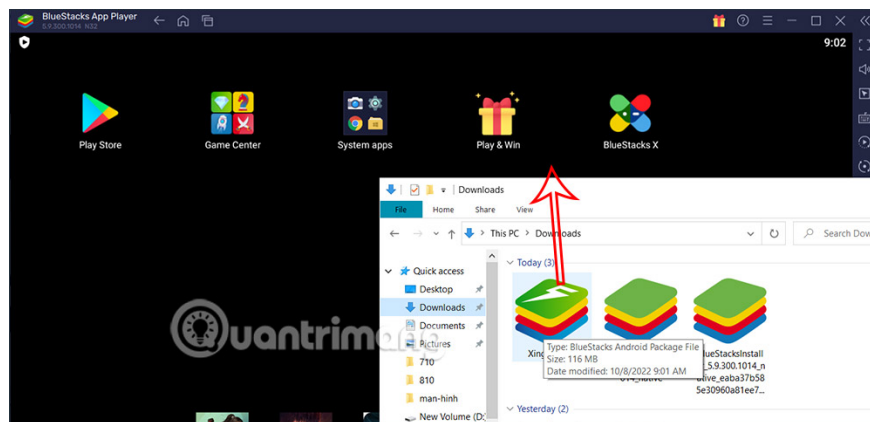 BlueStacks App Player
5.9.300.1014 N32
9:02
Play Store
Game Center
System apps
Play & Win
BlueStacks X
Downloads
File Home Share View
This PC > Downloads
Search Dow
Today (3)
Quick access
Desktop
Downloads
Documents
Pictures
710
810
man-hinh
New Volume (D:
Xing
Type: BlueStacks Android Package File
Size: 116 MB
Date modified: 10/8/2022 9:01 AM
lueStacksInstall
_5.9.300.1014_n
ative_eaba37b58
5e30960a81ee7...
Yesterday (2)
Quantrimang